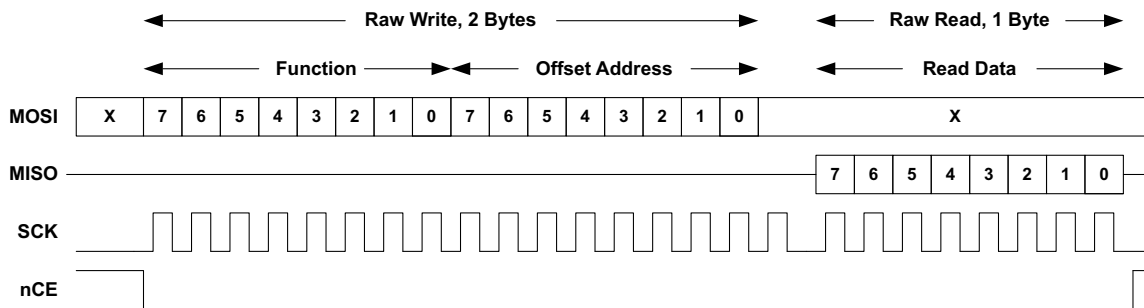 Raw Write, 2 Bytes Raw Read, 1 Byte
Function Offset Address Read Data
MOSI X 7 6 5 4 3 2 1 0 7 6 5 4 3 2 1 0 X
MISO 7 6 5 4 3 2 1 0
SCK
nCE